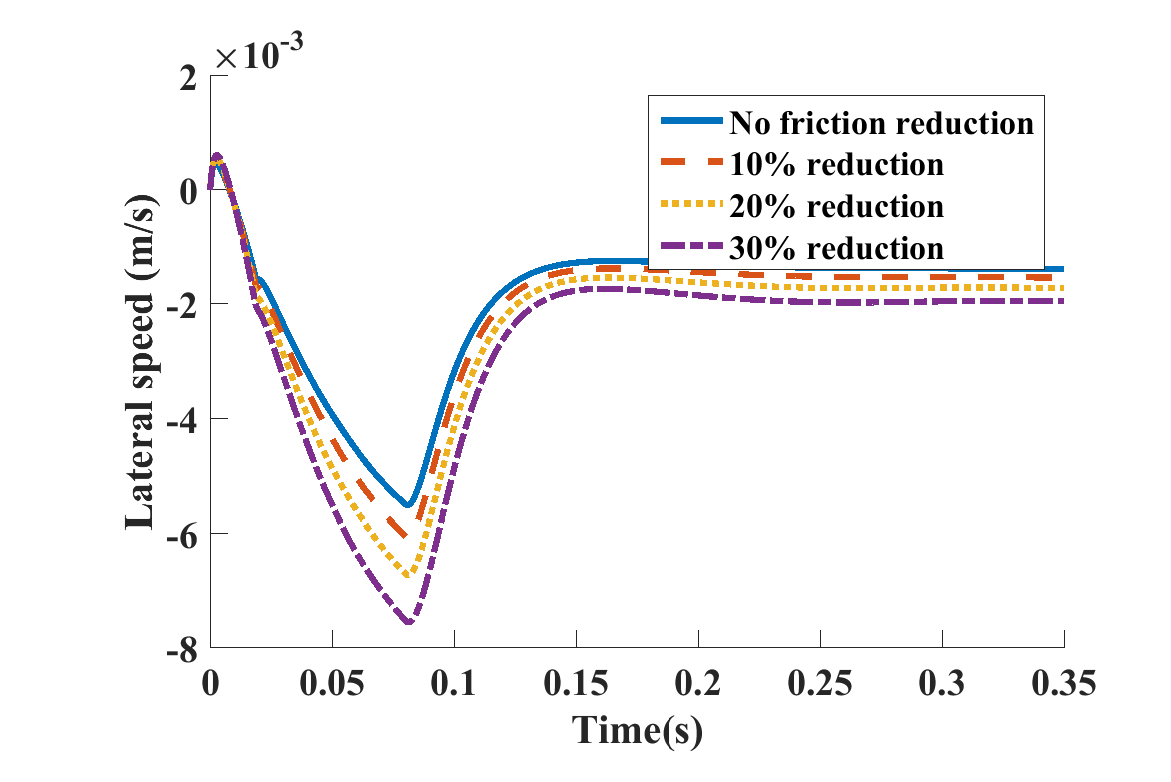 ×10-3
2
0
-2
-4
-6
-8
Lateral speed (m/s)
No friction reduction
10% reduction
20% reduction
30% reduction
0 0.05 0.1 0.15 0.2 0.25 0.3 0.35
Time(s)